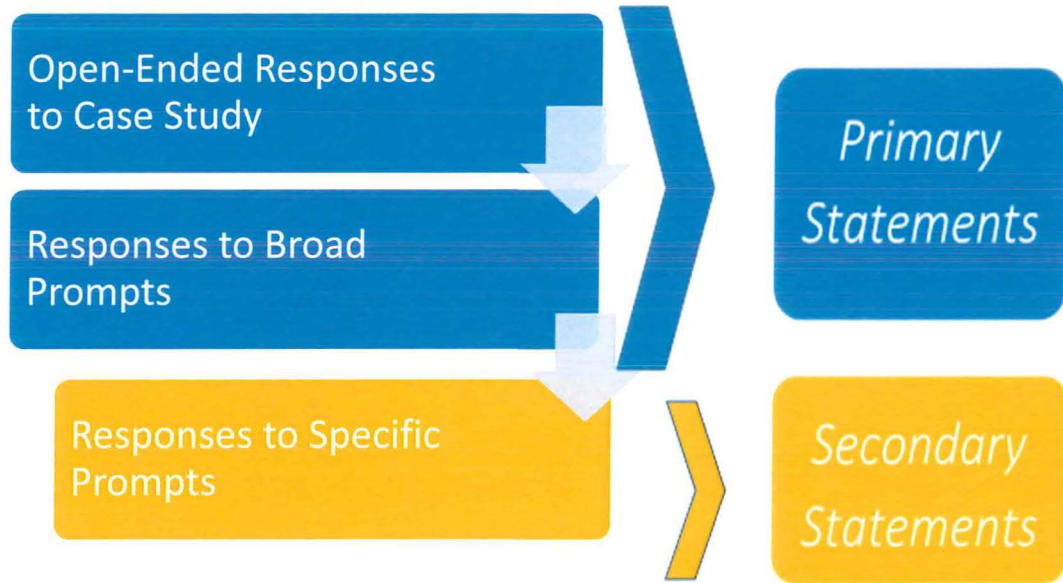 Open-Ended Responses
to Case Study
Primary
Statements
Responses to Broad
Prompts
Responses to Specific
Prompts
Secondary
Statements